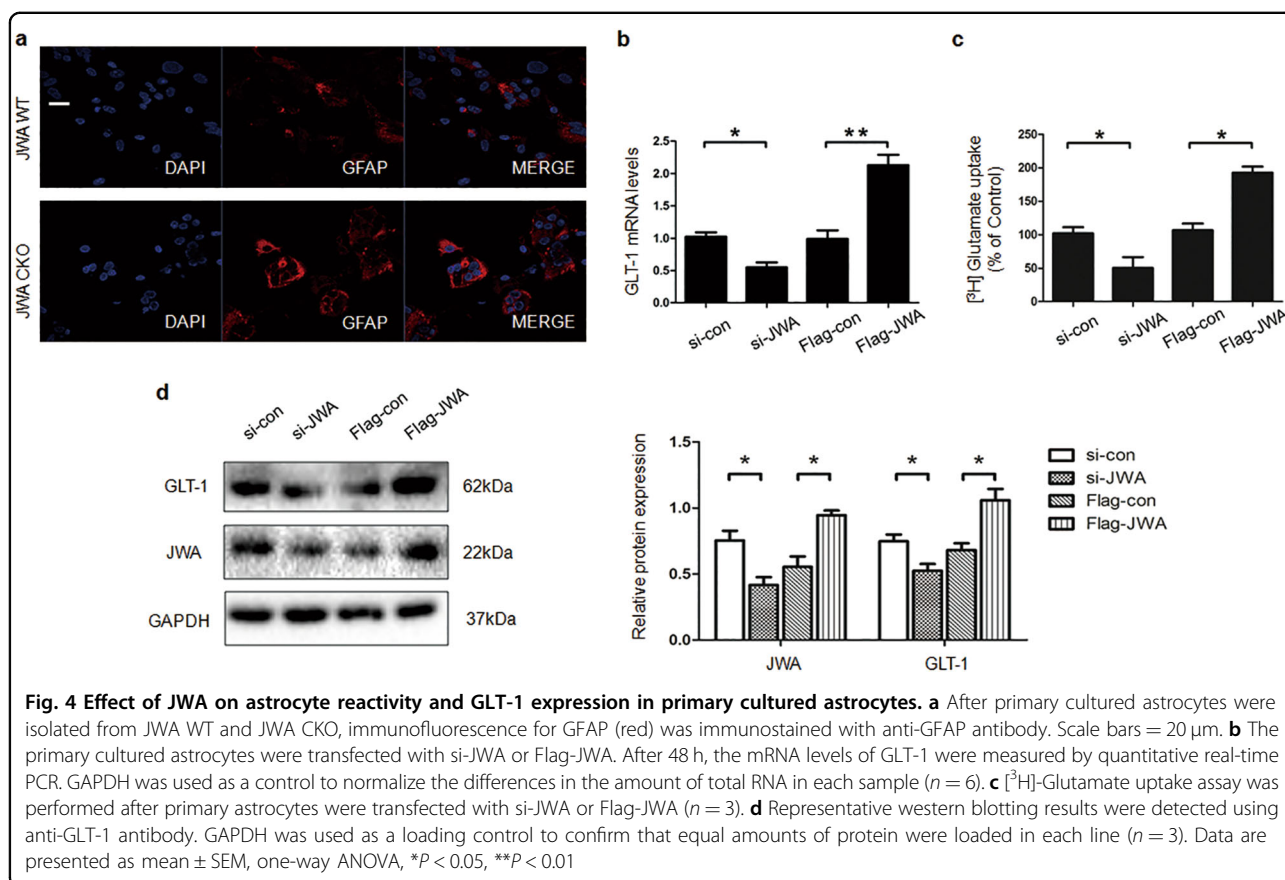 a
JWA WT
DAPI
GFAP
MERGE
JWA CKO
DAPI
GFAP
MERGE
b
GLT-1 mRNA levels
2.5
2.0
1.5
1.0
0.5
0.0
*
**
si-con
si-JWA
Flag-con
Flag-JWA
c
[³H] Glutamate uptake
(% of Control)
250
200
150
100
50
0
*
*
si-con
si-JWA
Flag-con
Flag-JWA
d
si-con
si-JWA
Flag-con
Flag-JWA
GLT-1
62kDa
JWA
22kDa
GAPDH
37kDa
Relative protein expression
1.5
1.0
0.5
0.0
*
*
*
*
JWA
GLT-1
si-con
si-JWA
Flag-con
Flag-JWA
Fig. 4 Effect of JWA on astrocyte reactivity and GLT-1 expression in primary cultured astrocytes. a After primary cultured astrocytes were
isolated from JWA WT and JWA CKO, immunofluorescence for GFAP (red) was immunostained with anti-GFAP antibody. Scale bars = 20 μm. b The
primary cultured astrocytes were transfected with si-JWA or Flag-JWA. After 48 h, the mRNA levels of GLT-1 were measured by quantitative real-time
PCR. GAPDH was used as a control to normalize the differences in the amount of total RNA in each sample (n = 6). c [³H]-Glutamate uptake assay was
performed after primary astrocytes were transfected with si-JWA or Flag-JWA (n = 3). d Representative western blotting results were detected using
anti-GLT-1 antibody. GAPDH was used as a loading control to confirm that equal amounts of protein were loaded in each line (n = 3). Data are
presented as mean ± SEM, one-way ANOVA, *P < 0.05, **P < 0.01